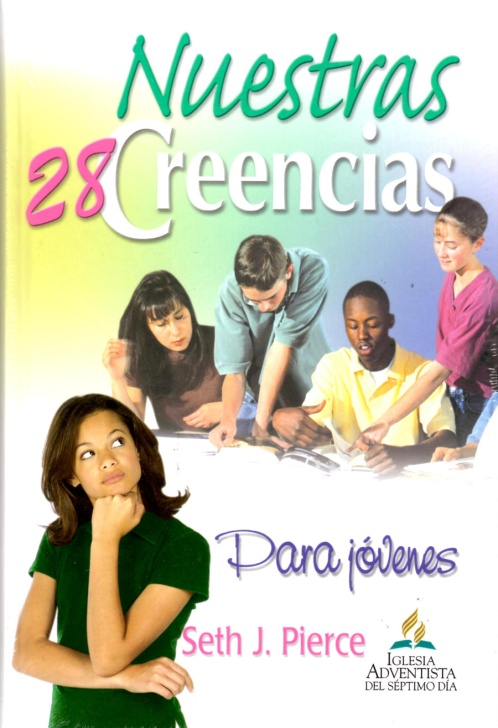 Nuestras
28 Creencias
Para jóvenes
Seth J. Pierce
IGLESIA
ADVENTISTA
DEL SÉPTIMO DÍA